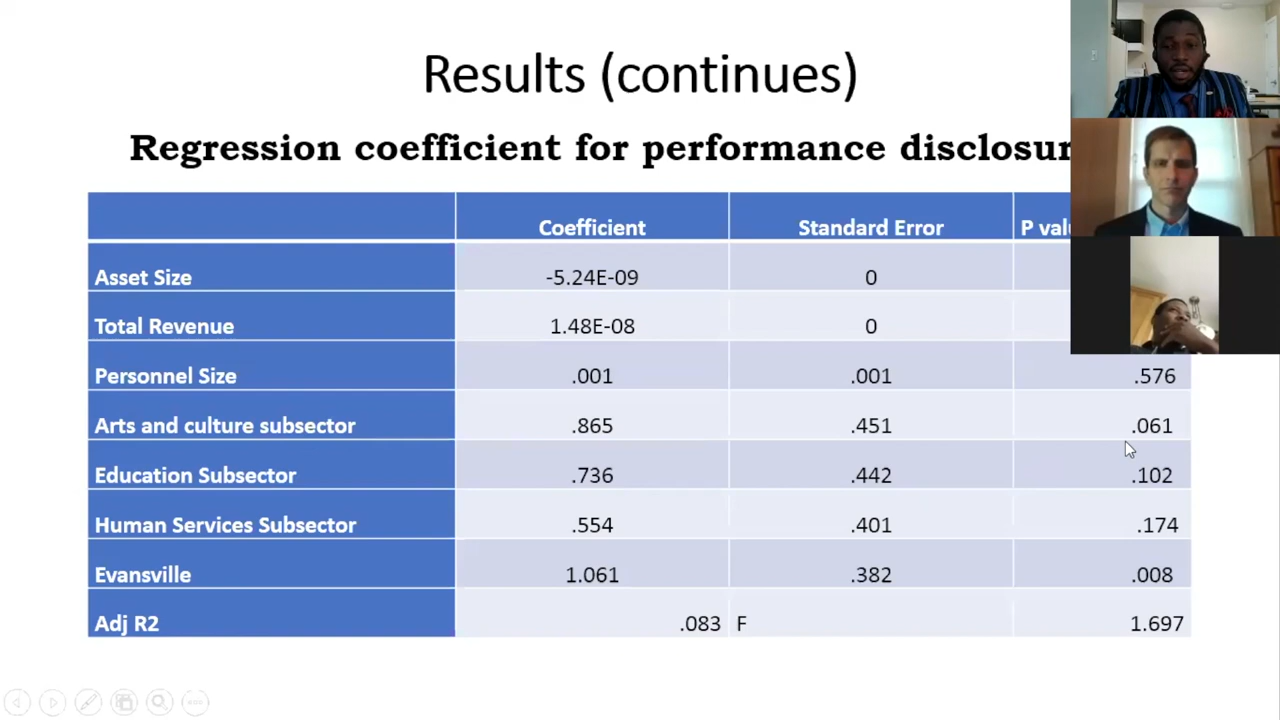 Results (continues)
Regression coefficient for performance
Coefficient Standard Error P
Asset Size -5.24E-09 0
Total Revenue 1.48E-08 0
Personnel Size .001 .001 .576
Arts and culture subsector .865 .451 .061
Education Subsector .736 .442 .102
Human Services Subsector .554 .401 .174
Evansville 1.061 .382 .008
Adj R2 .083 F 1.697